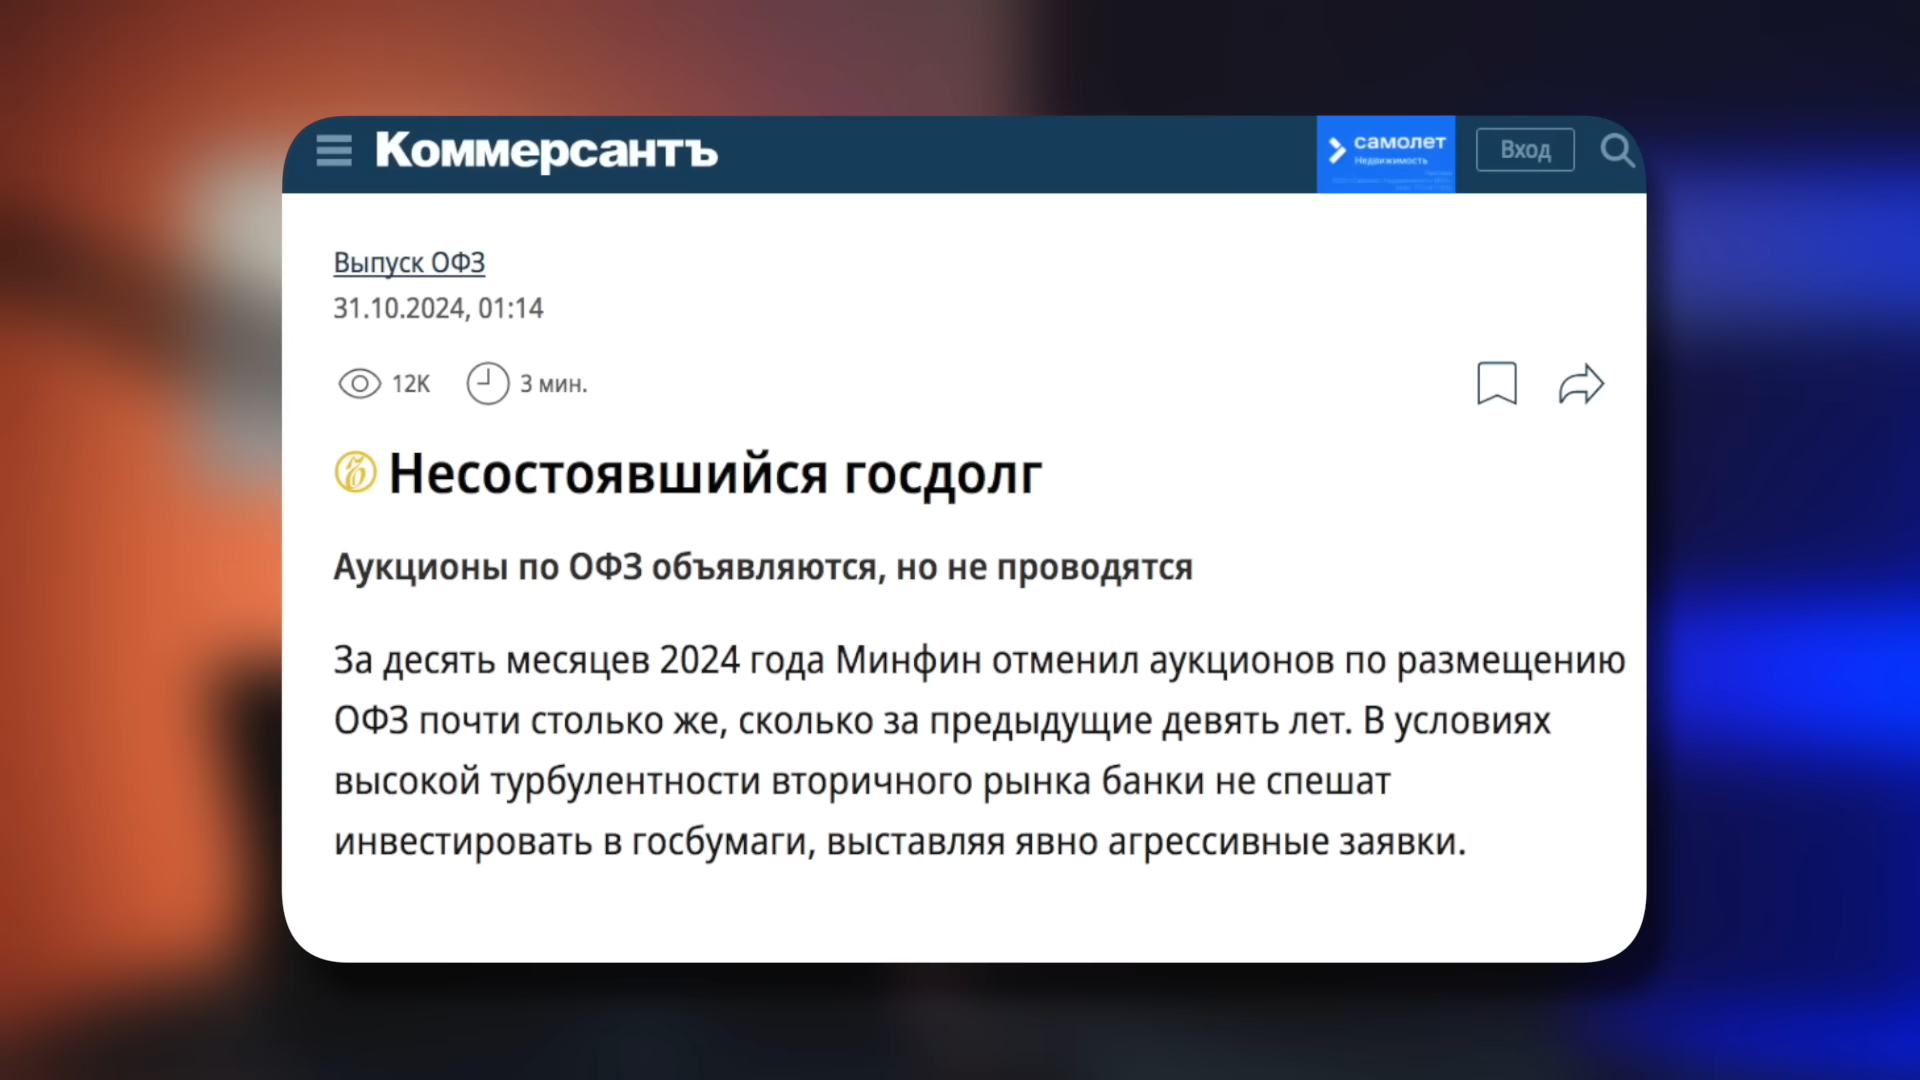 Коммерсантъ
самолет
Недвижимость
Вход
Выпуск ОФЗ
31.10.2024, 01:14
12K
3 мин.
Несостоявшийся госдолг
Аукционы по ОФЗ объявляются, но не проводятся
За десять месяцев 2024 года Минфин отменил аукционов по размещению
ОФЗ почти столько же, сколько за предыдущие девять лет. В условиях
высокой турбулентности вторичного рынка банки не спешат
инвестировать в госбумаги, выставляя явно агрессивные заявки.